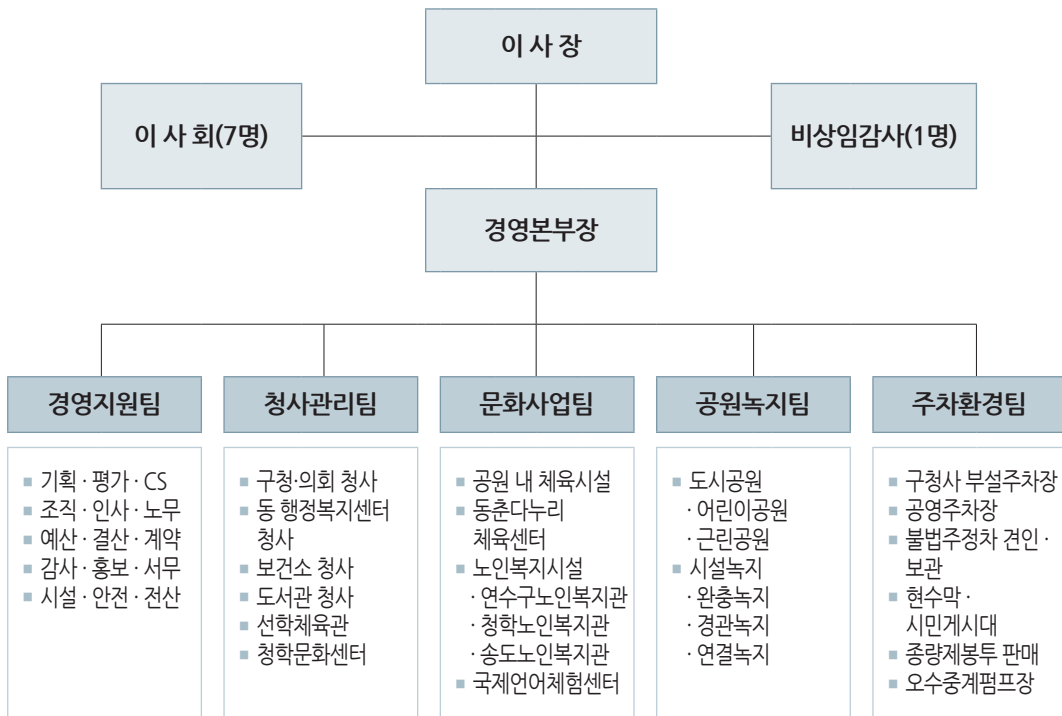 이 사 장
이 사 회(7명)
비상임감사(1명)
경영본부장
경영지원팀
■ 기획 · 평가 · CS
■ 조직 · 인사 · 노무
■ 예산 · 결산 · 계약
■ 감사 · 홍보 · 서무
■ 시설 · 안전 · 전산
청사관리팀
■ 구청·의회 청사
■ 동 행정복지센터
청사
■ 보건소 청사
■ 도서관 청사
■ 선학체육관
■ 청학문화센터
문화사업팀
■ 공원 내 체육시설
■ 동춘다누리
체육센터
■ 노인복지시설
· 연수구노인복지관
· 청학노인복지관
· 송도노인복지관
■ 국제언어체험센터
공원녹지팀
■ 도시공원
· 어린이공원
· 근린공원
■ 시설녹지
· 완충녹지
· 경관녹지
· 연결녹지
주차환경팀
■ 구청사 부설주차장
■ 공영주차장
■ 불법주정차 견인 ·
보관
■ 현수막 ·
시민게시대
■ 종량제봉투 판매
■ 오수중계펌프장